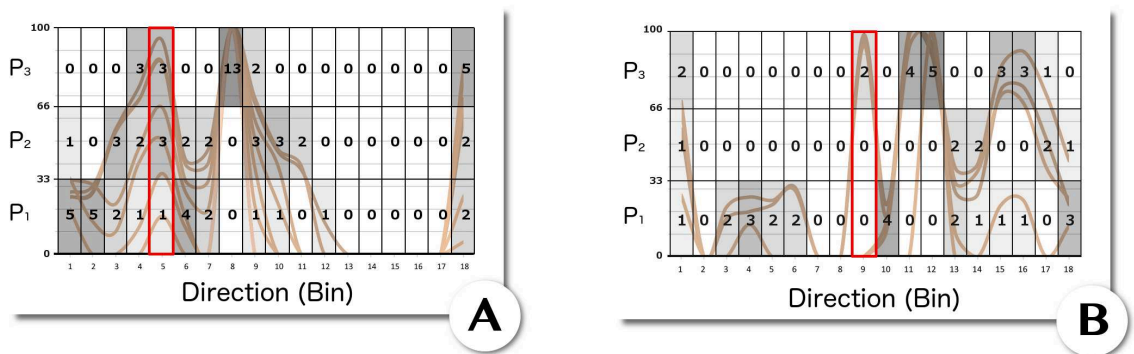 100
P3 0 0 0 3 3 0 0 13 2 0 0 0 0 0 0 0 0 5
66
P2 1 0 3 2 3 2 2 0 3 3 2 0 0 0 0 0 0 2
33
P1 5 5 2 1 1 4 2 0 1 1 0 1 0 0 0 0 0 2
0
1 2 3 4 5 6 7 8 9 10 11 12 13 14 15 16 17 18
Direction (Bin)
A
100
P3 2 0 0 0 0 0 0 0 2 0 4 5 0 0 3 3 1 0
66
P2 1 0 0 0 0 0 0 0 0 0 0 0 2 2 0 0 2 1
33
P1 1 0 2 3 2 2 0 0 0 4 0 0 2 1 1 1 0 3
0
1 2 3 4 5 6 7 8 9 10 11 12 13 14 15 16 17 18
Direction (Bin)
B